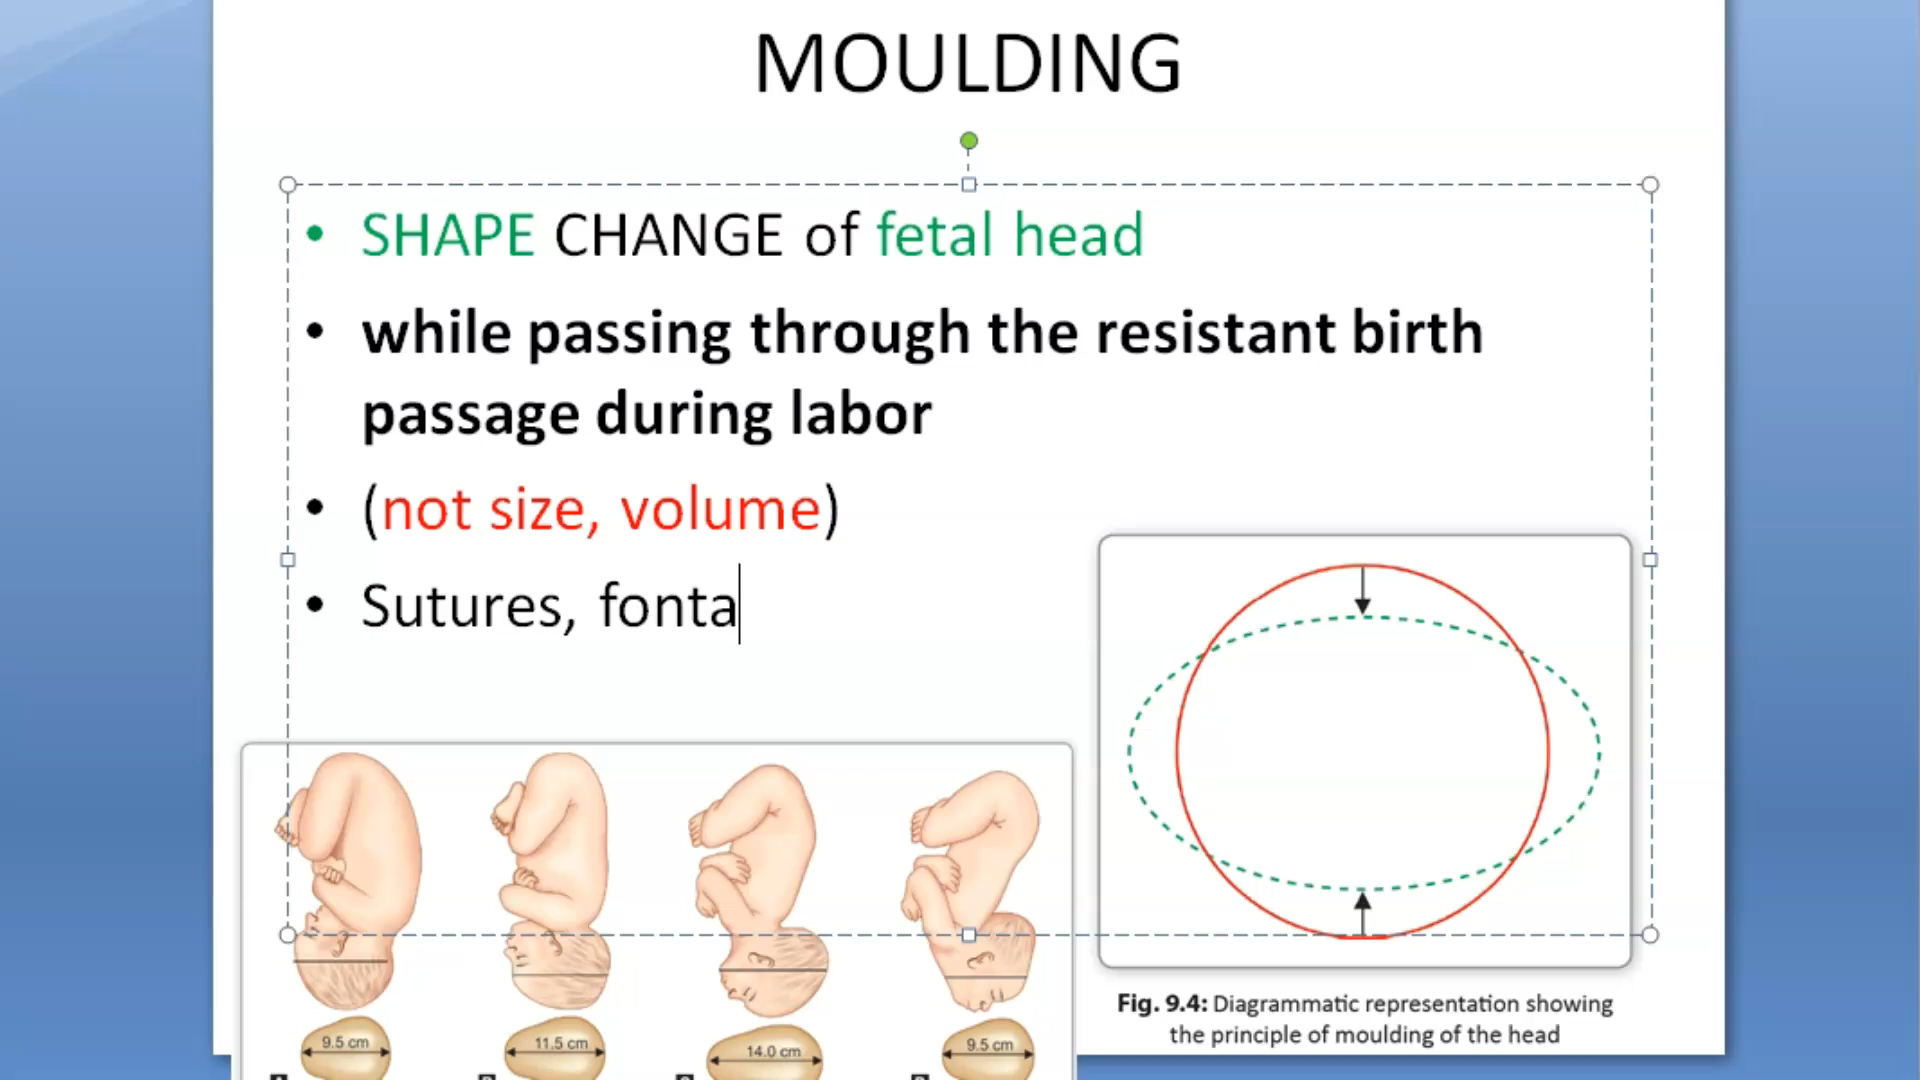 MOULDING
• SHAPE CHANGE of fetal head
• while passing through the resistant birth
passage during labor
• (not size, volume)
• Sutures, fonta
9.5 cm
11.5 cm
14.0 cm
9.5 cm
Fig. 9.4: Diagrammatic representation showing
the principle of moulding of the head